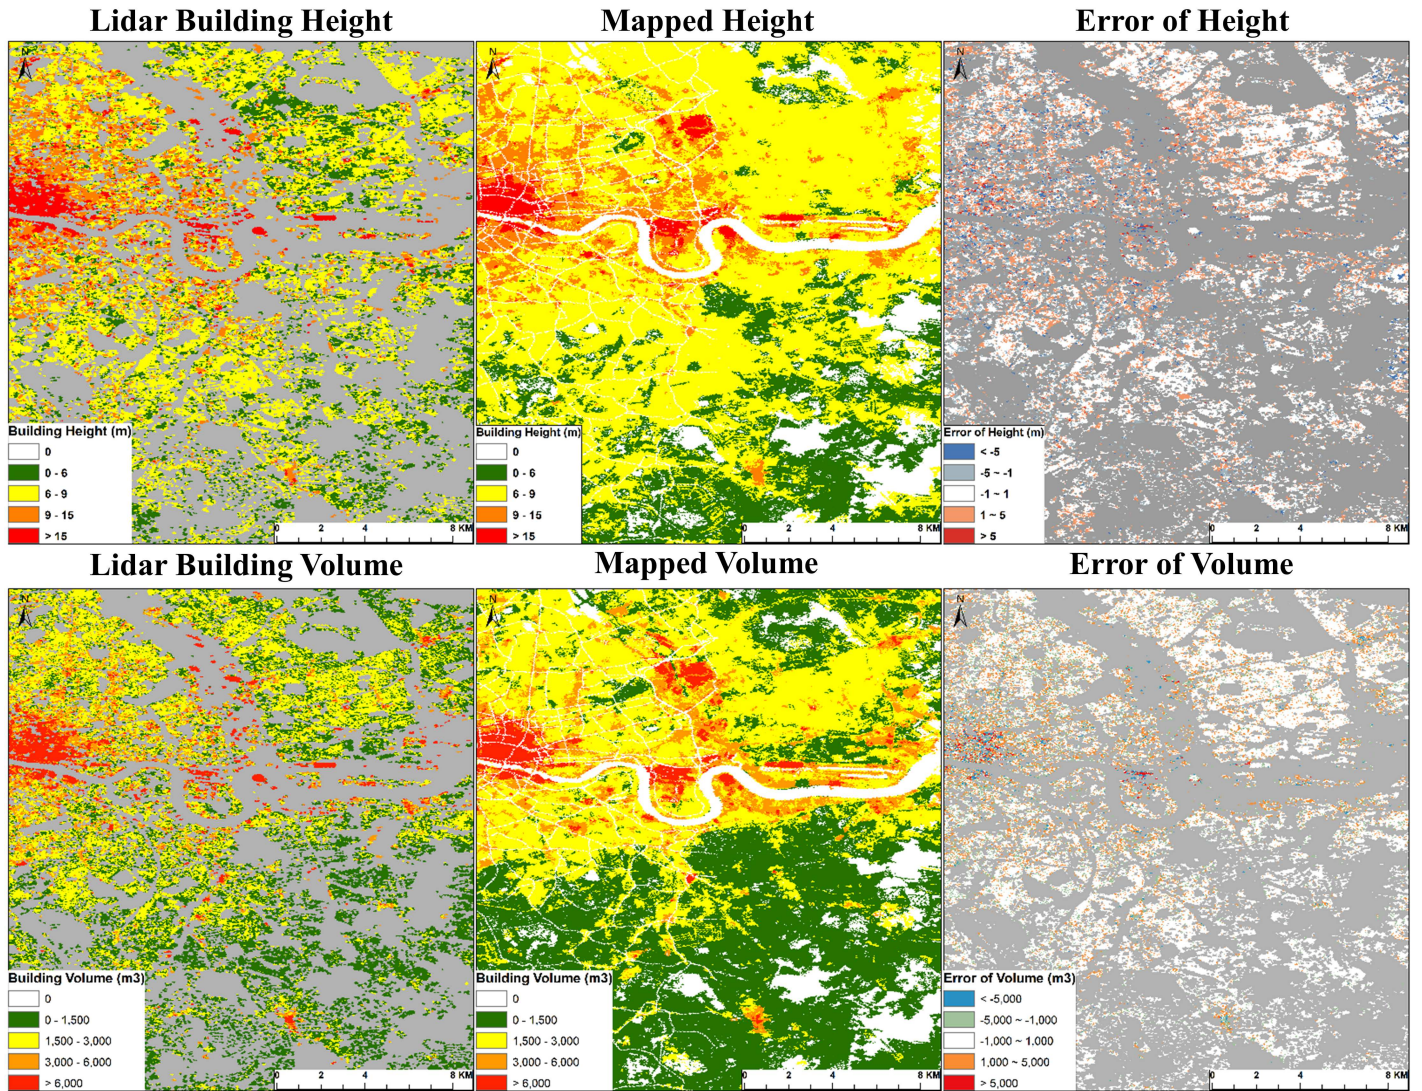 Lidar Building Height
Mapped Height
Error of Height
N
N
N
Building Height (m)
0
0 - 6
6 - 9
9 - 15
> 15
0 2 4 8 KM
Building Height (m)
0
0 - 6
6 - 9
9 - 15
> 15
0 2 4 8 KM
Error of Height (m)
< -5
-5 ~ -1
-1 ~ 1
1 ~ 5
> 5
0 2 4 8 KM
Lidar Building Volume
Mapped Volume
Error of Volume
N
N
N
Building Volume (m3)
0
0 - 1,500
1,500 - 3,000
3,000 - 6,000
> 6,000
0 2 4 8 KM
Building Volume (m3)
0
0 - 1,500
1,500 - 3,000
3,000 - 6,000
> 6,000
0 2 4 8 KM
Error of Volume (m3)
< -5,000
-5,000 ~ -1,000
-1,000 ~ 1,000
1,000 ~ 5,000
> 5,000
0 2 4 8 KM